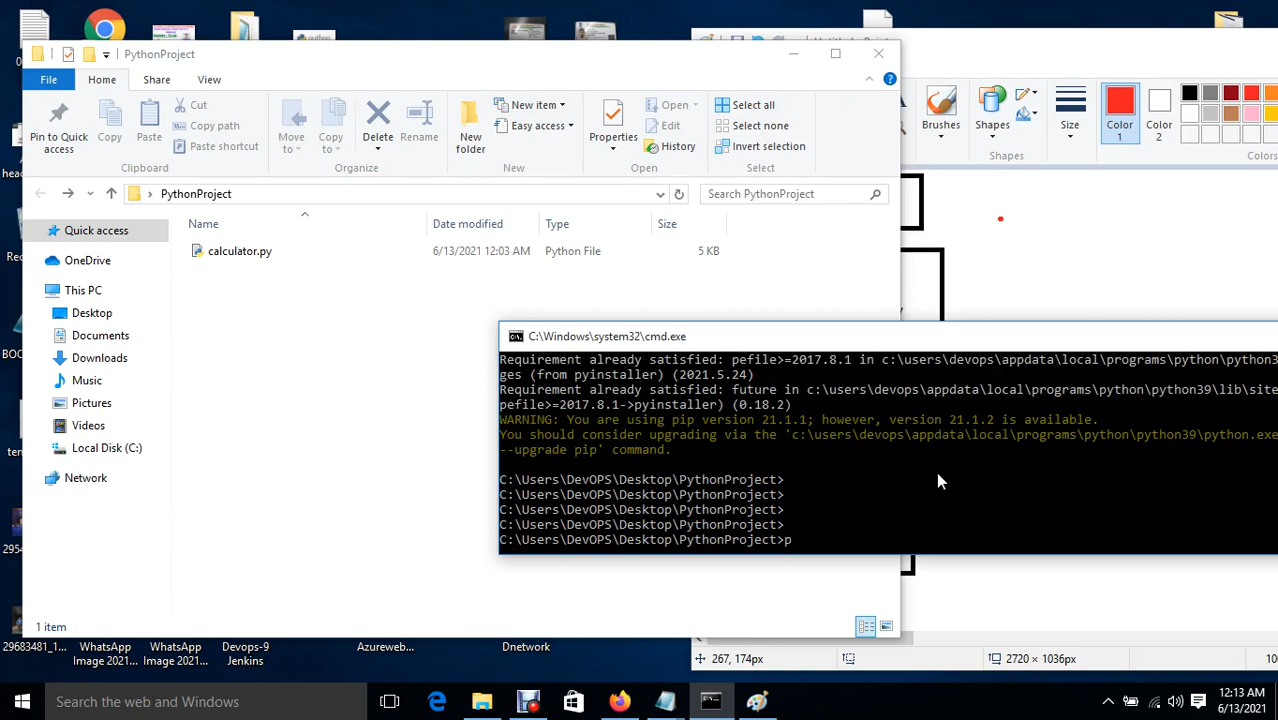 PythonProject
File
Home
Share
View
Pin to Quick access
Copy
Paste
Cut
Copy path
Paste shortcut
Clipboard
Move to
Copy to
Delete
Rename
Organize
New folder
New item
Easy access
New
Properties
Open
Edit
History
Open
Select all
Select none
Invert selection
Select
PythonProject
Search PythonProject
Name
Date modified
Type
Size
calculator.py
6/13/2021 12:03 AM
Python File
5 KB
Quick access
OneDrive
This PC
Desktop
Documents
Downloads
Music
Pictures
Videos
Local Disk (C:)
Network
1 item
Brushes
Shapes
Shapes
Size
Color 1
Color 2
Colors
C:\Windows\system32\cmd.exe
Requirement already satisfied: pefile>=2017.8.1 in c:\users\devops\appdata\local\programs\python\python3
ges (from pyinstaller) (2021.5.24)
Requirement already satisfied: future in c:\users\devops\appdata\local\programs\python\python39\lib\site
pefile>=2017.8.1->pyinstaller) (0.18.2)
WARNING: You are using pip version 21.1.1; however, version 21.1.2 is available.
You should consider upgrading via the 'c:\users\devops\appdata\local\programs\python\python39\python.exe
--upgrade pip' command.
C:\Users\DevOPS\Desktop\PythonProject>
C:\Users\DevOPS\Desktop\PythonProject>
C:\Users\DevOPS\Desktop\PythonProject>
C:\Users\DevOPS\Desktop\PythonProject>
C:\Users\DevOPS\Desktop\PythonProject>p
29683481_1...
WhatsApp Image 2021...
WhatsApp Image 2021...
Devops-9 Jenkins
Azureweb...
Dnetwork
267, 174px
2720 × 1036px
Search the web and Windows
12:13 AM
6/13/2021